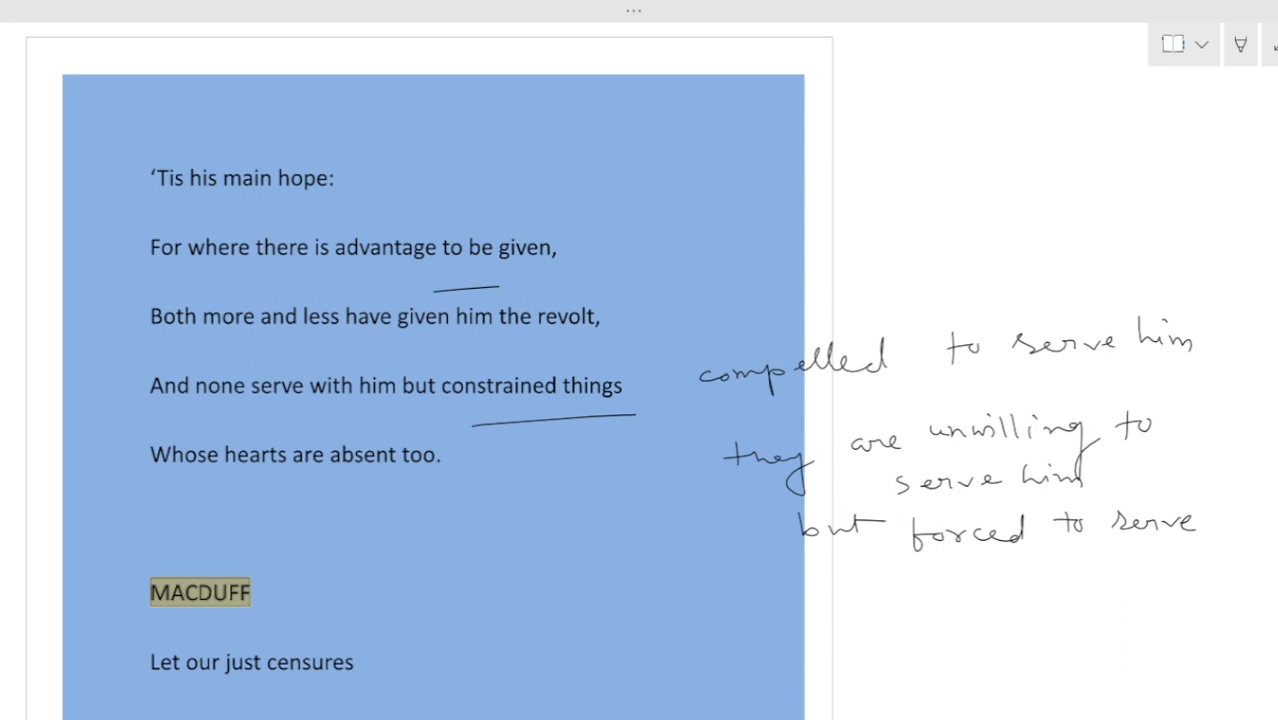 ‘Tis his main hope:
For where there is advantage to be given,
Both more and less have given him the revolt,
And none serve with him but constrained things
Whose hearts are absent too.
compelled to serve him
they are unwilling to
serve him
but forced to serve
MACDUFF
Let our just censures